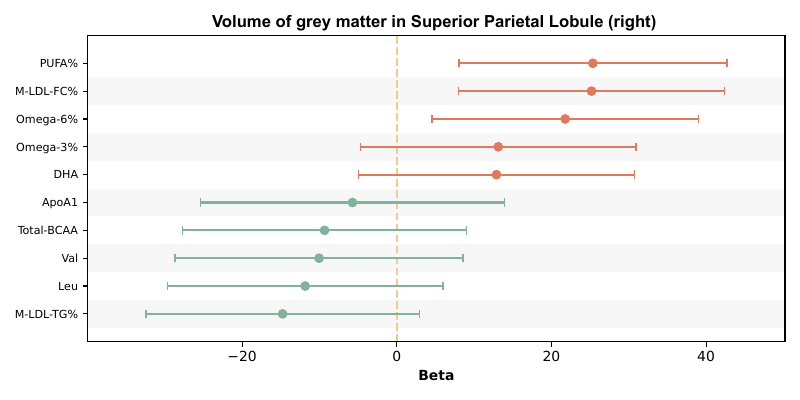 Volume of grey matter in Superior Parietal Lobule (right)
PUFA%
M-LDL-FC%
Omega-6%
Omega-3%
DHA
ApoA1
Total-BCAA
Val
Leu
M-LDL-TG%
−20 0 20 40
Beta